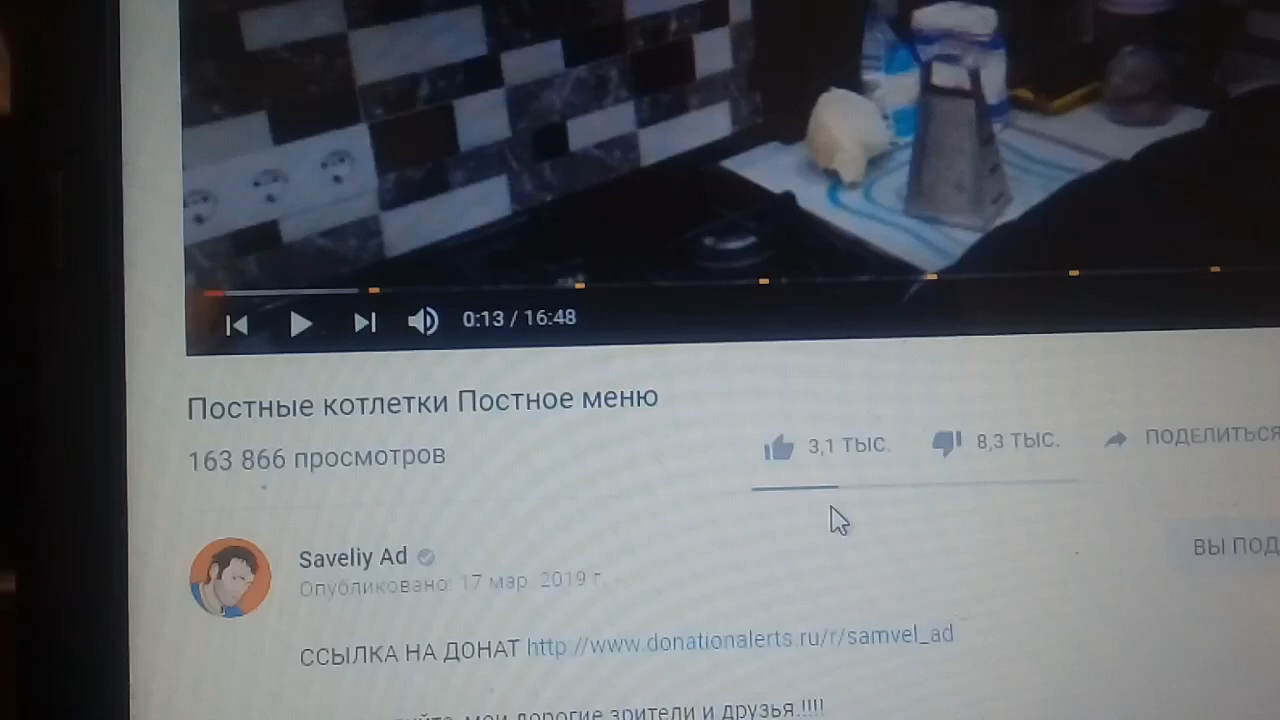 0:13 / 16:48
Постные котлетки Постное меню
163 866 просмотров
3,1 ТЫС. 8,3 ТЫС. ПОДЕЛИТЬСЯ
Saveliy Ad
ВЫ ПОД
Опубликовано: 17 мар. 2019 г.
ССЫЛКА НА ДОНАТ http://www.donationalerts.ru/r/samvel_ad
мои дорогие зрители и друзья.!!!!